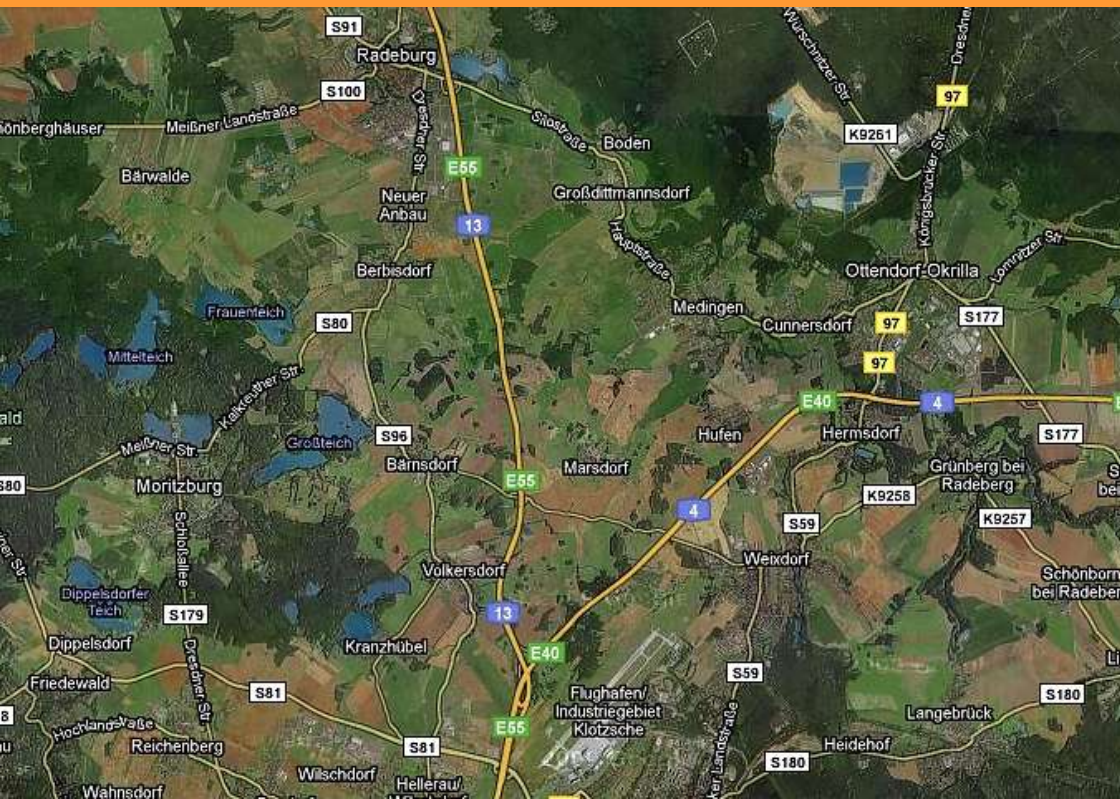 S91
Radeburg
S100
Meißner Landstraße
Dresdner Str
Bärwalde
E55
Neuer
Anbau
13
Berbisdorf
Boden
Großdittmannsdorf
Hauptstraße
K9261
97
Königsbrücker Str
Ottendorf-Okrilla
Lomnitzer Str
Medingen
Cunnersdorf
97
S177
97
Frauenteich
S80
Mittelteich
Kalkreuther Str
Großteich
S96
Meißner Str
Bärnsdorf
Moritzburg
S80
E55
Marsdorf
Hufen
E40
4
Hermsdorf
S177
Grünberg bei
Radeberg
K9258
K9257
4
S59
Weixdorf
Schloßallee
Volkersdorf
Dippelsdorfer
Teich
S179
13
Dippelsdorf
Kranzhübel
E40
Friedewald
Dresdner Str
S81
Flughafen/
Industriegebiet
Klotzsche
S59
S180
Langebrück
E55
Reichenberg
S81
Heidehof
S180
Wilschdorf
Hellerau/
Wahnsdorf